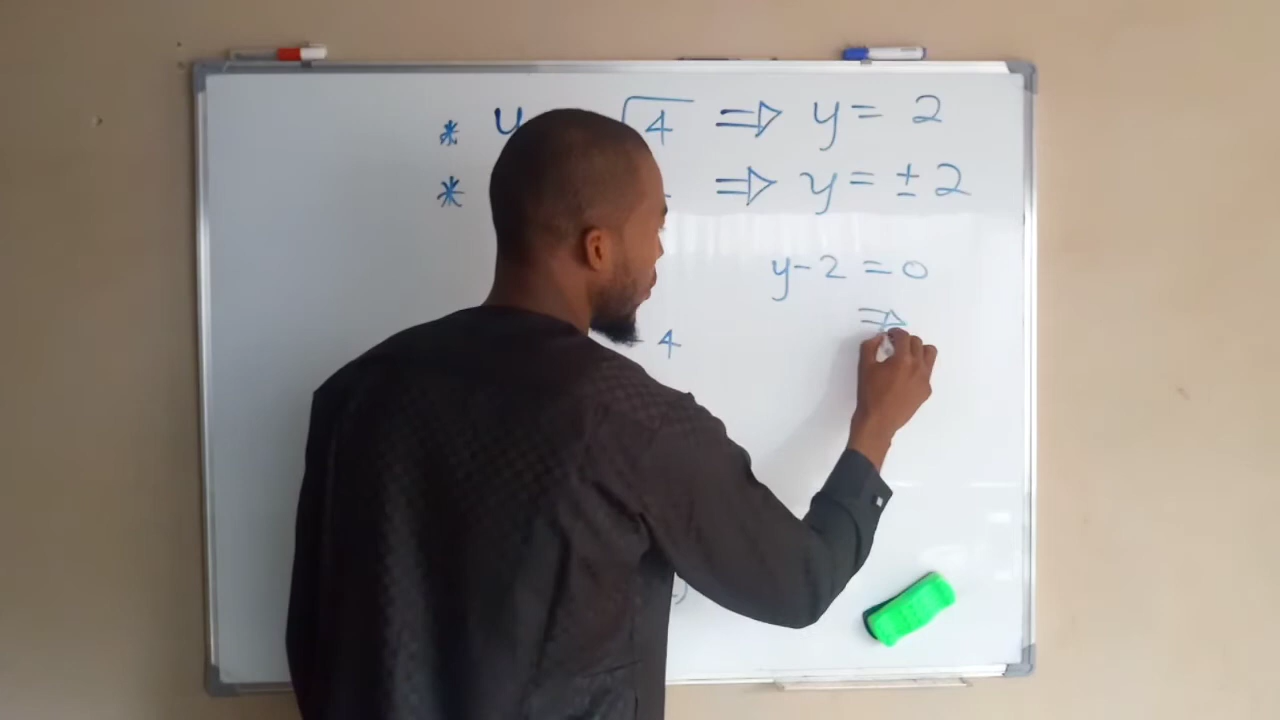 * y √4 ⇒ y = 2
* ⇒ y = ± 2
y - 2 = 0
4 ⇒